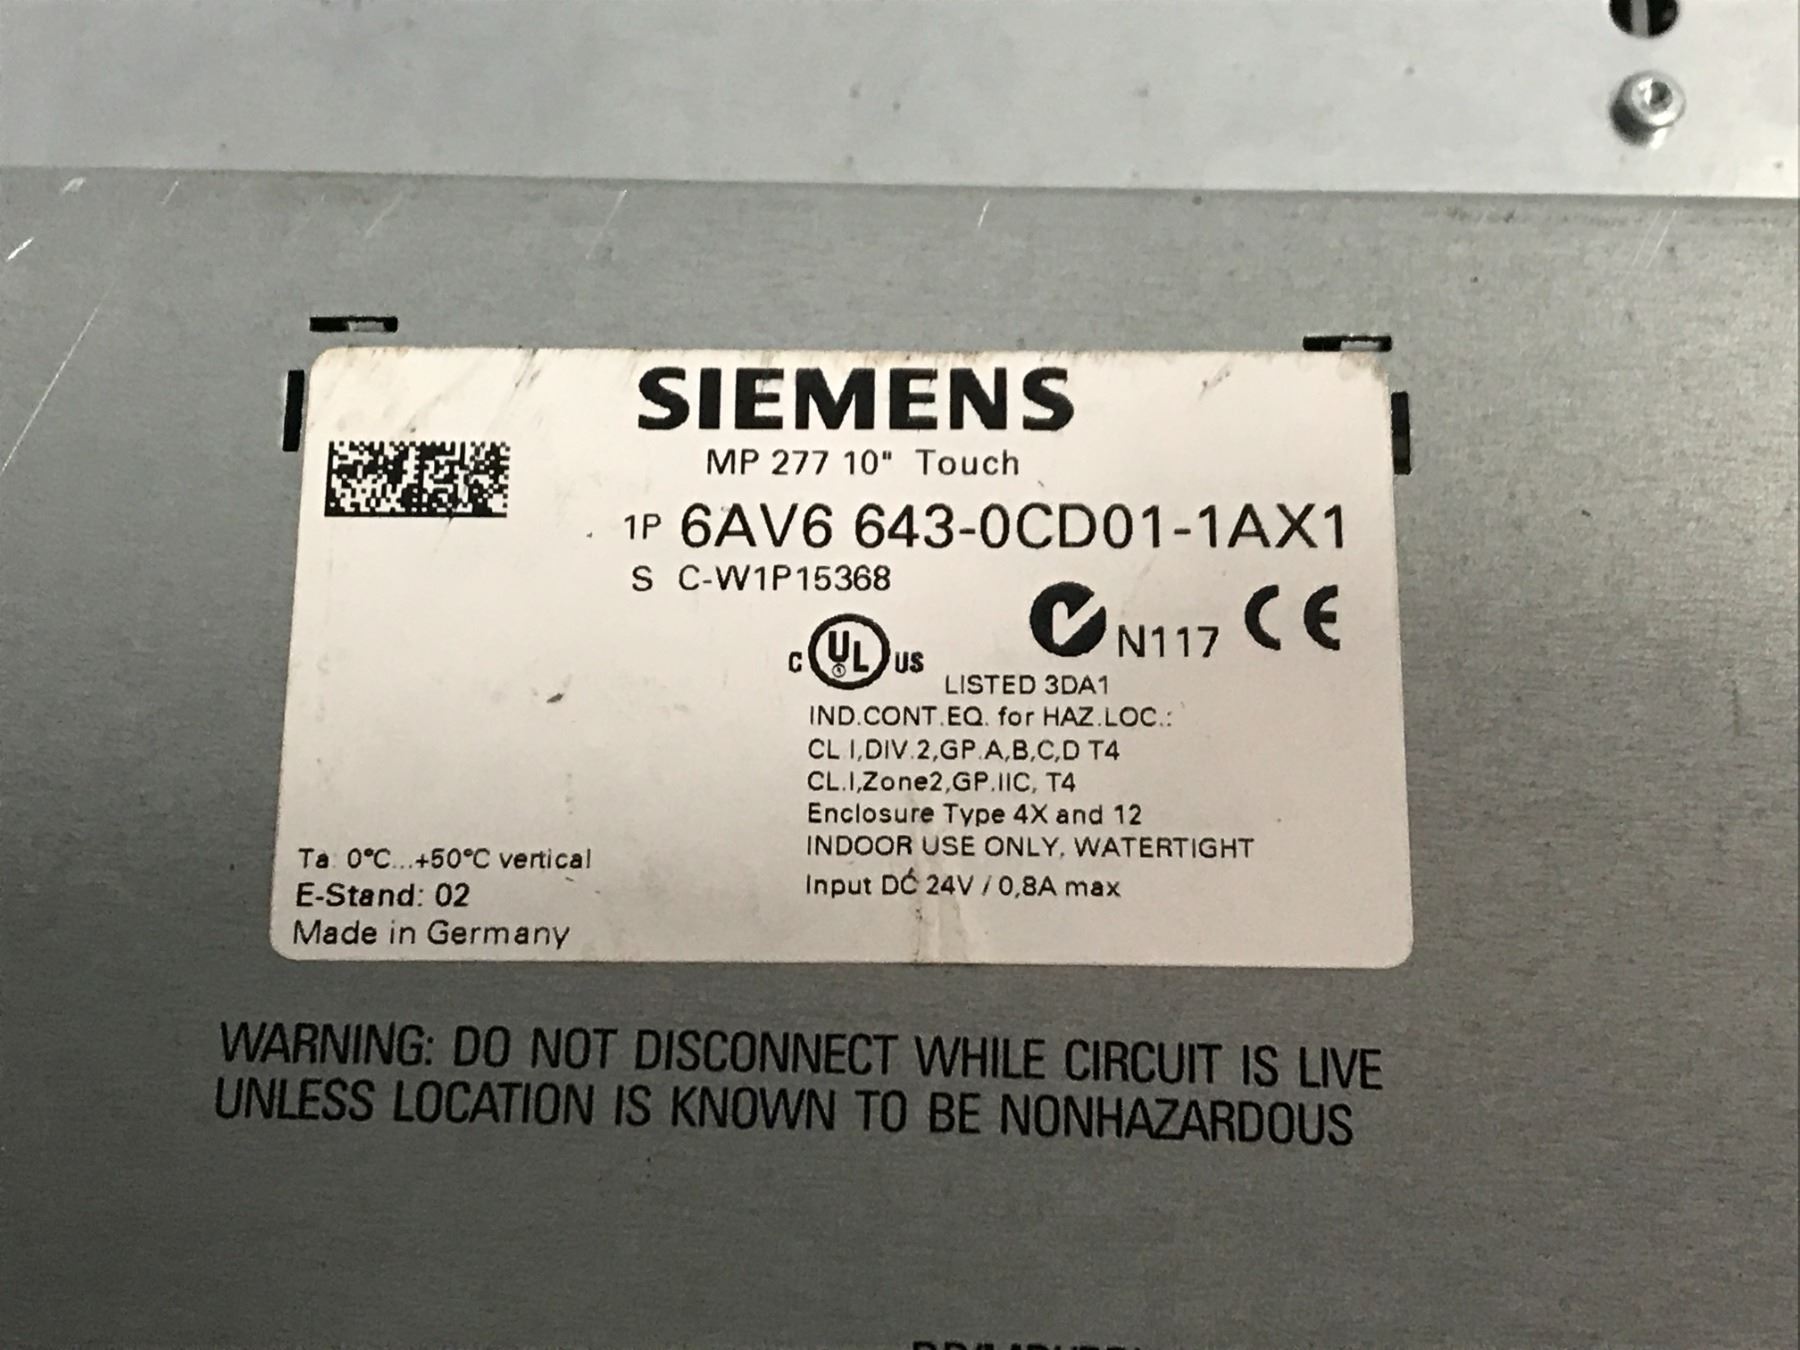 SIEMENS
MP 277 10" Touch
1P 6AV6 643-0CD01-1AX1
S C-W1P15368
N117 CE
C UL US
LISTED 3DA1
IND.CONT.EQ. for HAZ.LOC.:
CL I,DIV.2,GP.A,B,C,D T4
CL.I,Zone2,GP.IIC, T4
Enclosure Type 4X and 12
INDOOR USE ONLY, WATERTIGHT
Input DC 24V / 0,8A max
Ta: 0°C...+50°C vertical
E-Stand: 02
Made in Germany
WARNING: DO NOT DISCONNECT WHILE CIRCUIT IS LIVE
UNLESS LOCATION IS KNOWN TO BE NONHAZARDOUS